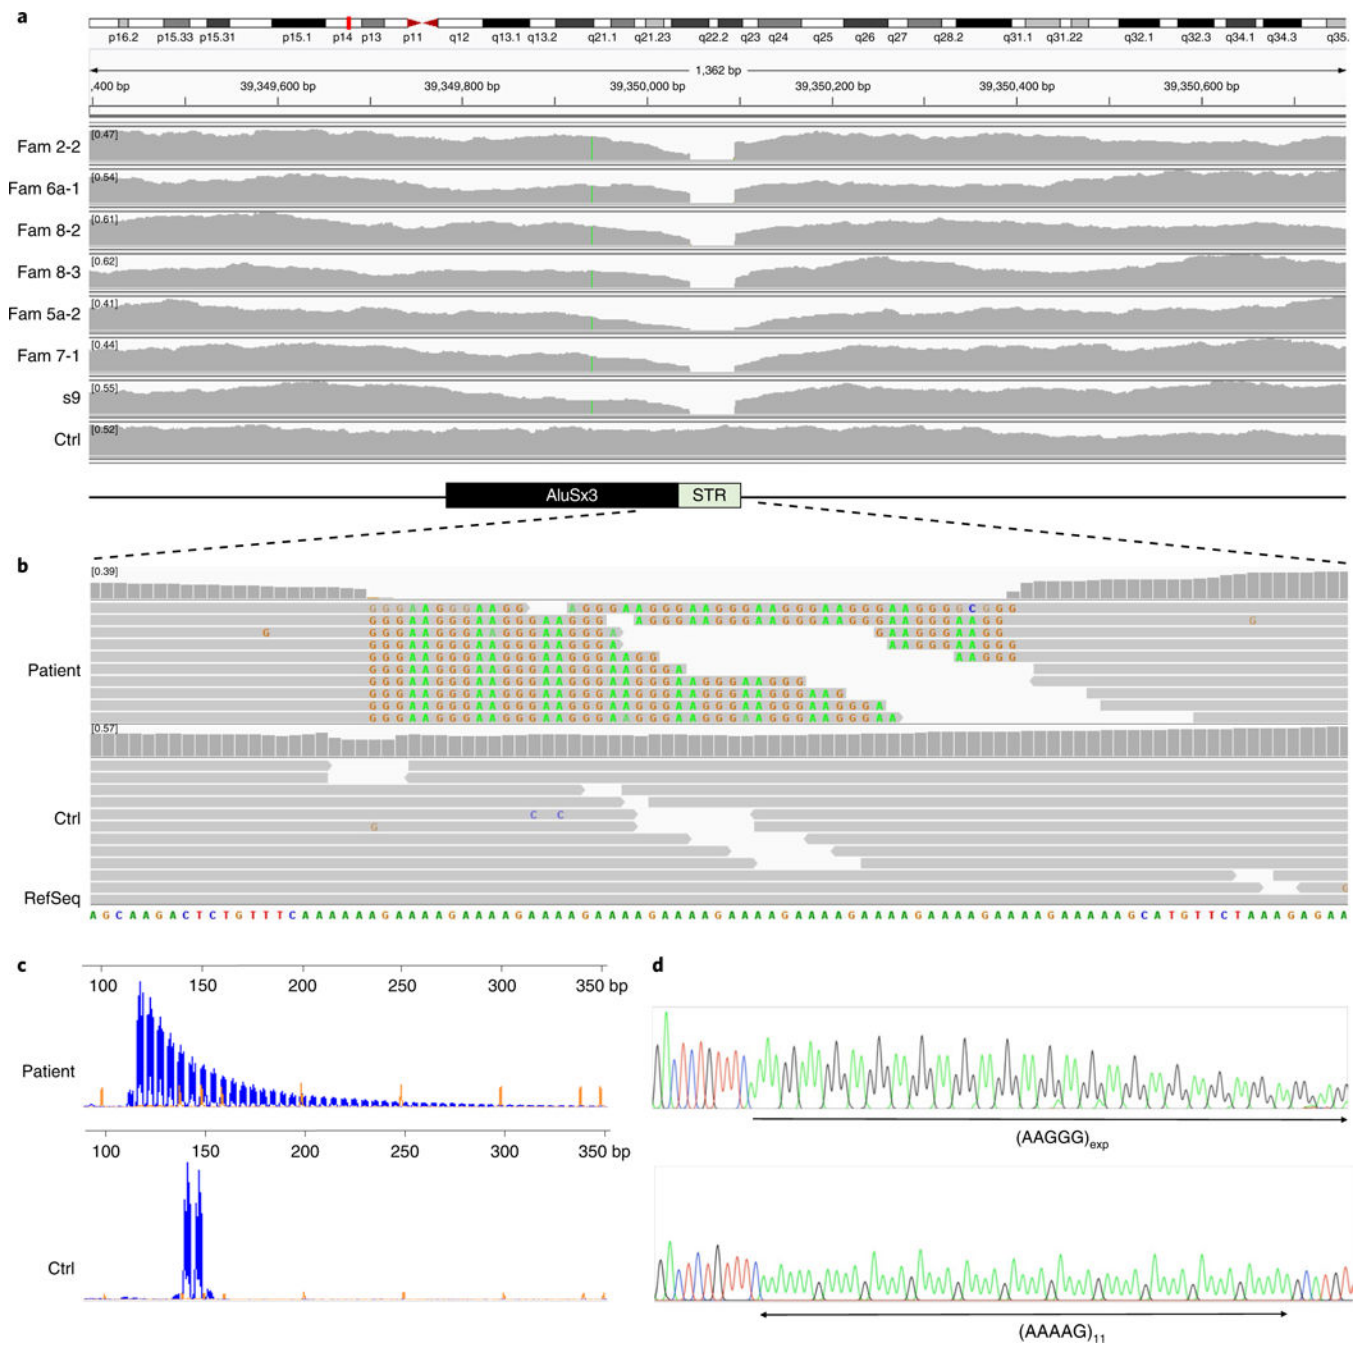 a
p16.2 p15.33 p15.31 p15.1 p14 p13 p11 q12 q13.1 q13.2 q21.1 q21.23 q22.2 q23 q24 q25 q26 q27 q28.2 q31.1 q31.22 q32.1 q32.3 q34.1 q34.3 q35.
1,362 bp
,400 bp 39,349,600 bp 39,349,800 bp 39,350,000 bp 39,350,200 bp 39,350,400 bp 39,350,600 bp
[0.47]
Fam 2-2
[0.54]
Fam 6a-1
[0.61]
Fam 8-2
[0.62]
Fam 8-3
[0.41]
Fam 5a-2
[0.44]
Fam 7-1
[0.55]
s9
[0.52]
Ctrl
AluSx3 STR
b
[0.39]
G G G A A G G G A A G G A G G G A A G G G A A G G G A A G G G A A G G G A A G G G G C G G G
G G G A A G G G A A G G G A A G G G A G G G A A G G G A A G G G A A G G G A A G G G A A G G G
G G G G A A G G G A A G G G A A G G G A G A A G G G A A G G
G G G A A G G G A A G G G A A G G G A A A G G G A A G G G
G G G A A G G G A A G G G A A G G G A A G G A A G G G
Patient
G G G A A G G G A A G G G A A G G G A A G G G A
G G G A A G G G A A G G G A A G G G A A G G G A A G G G A A G G G
G G G A A G G G A A G G G A A G G G A A G G G A A G G G A A G G G A A G
G G G A A G G G A A G G G A A G G G A A G G G A A G G G A A G G G A A G G G A
G G G A A G G G A A G G G A A G G G A A G G G A A G G G A A G G G A A G G G A A
[0.57]
C C
Ctrl
G
G
RefSeq
A G C A A G A C T C T G T T T C A A A A A A G A A A A G A A A A G A A A A G A A A A G A A A A G A A A A G A A A A G A A A A G A A A A G A A A A G A A A A A G C A T G T T C T A A A G A G A A
c
100 150 200 250 300 350 bp
Patient
100 150 200 250 300 350 bp
Ctrl
d
(AAGGG)exp
(AAAAG)11